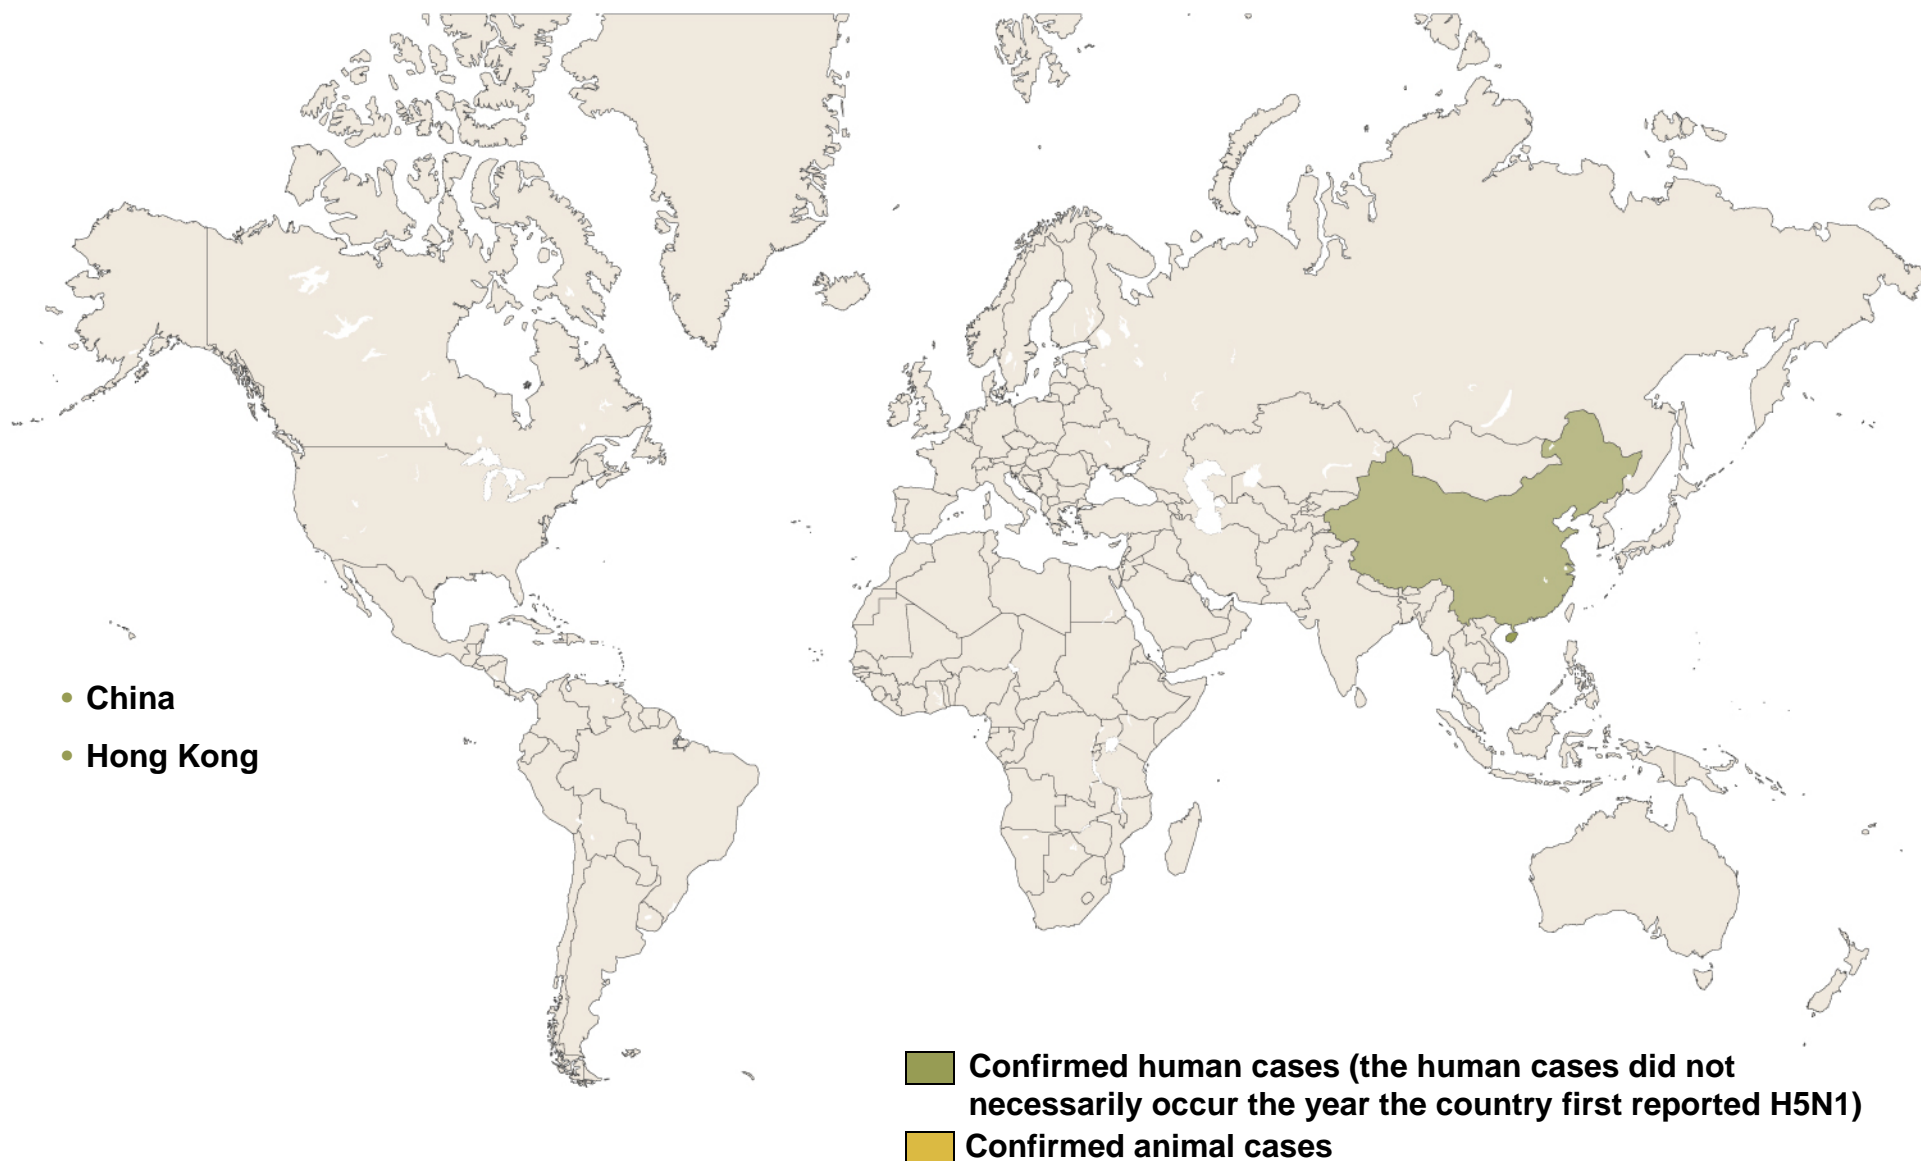 • China
• Hong Kong
Confirmed human cases (the human cases did not
necessarily occur the year the country first reported H5N1)
Confirmed animal cases